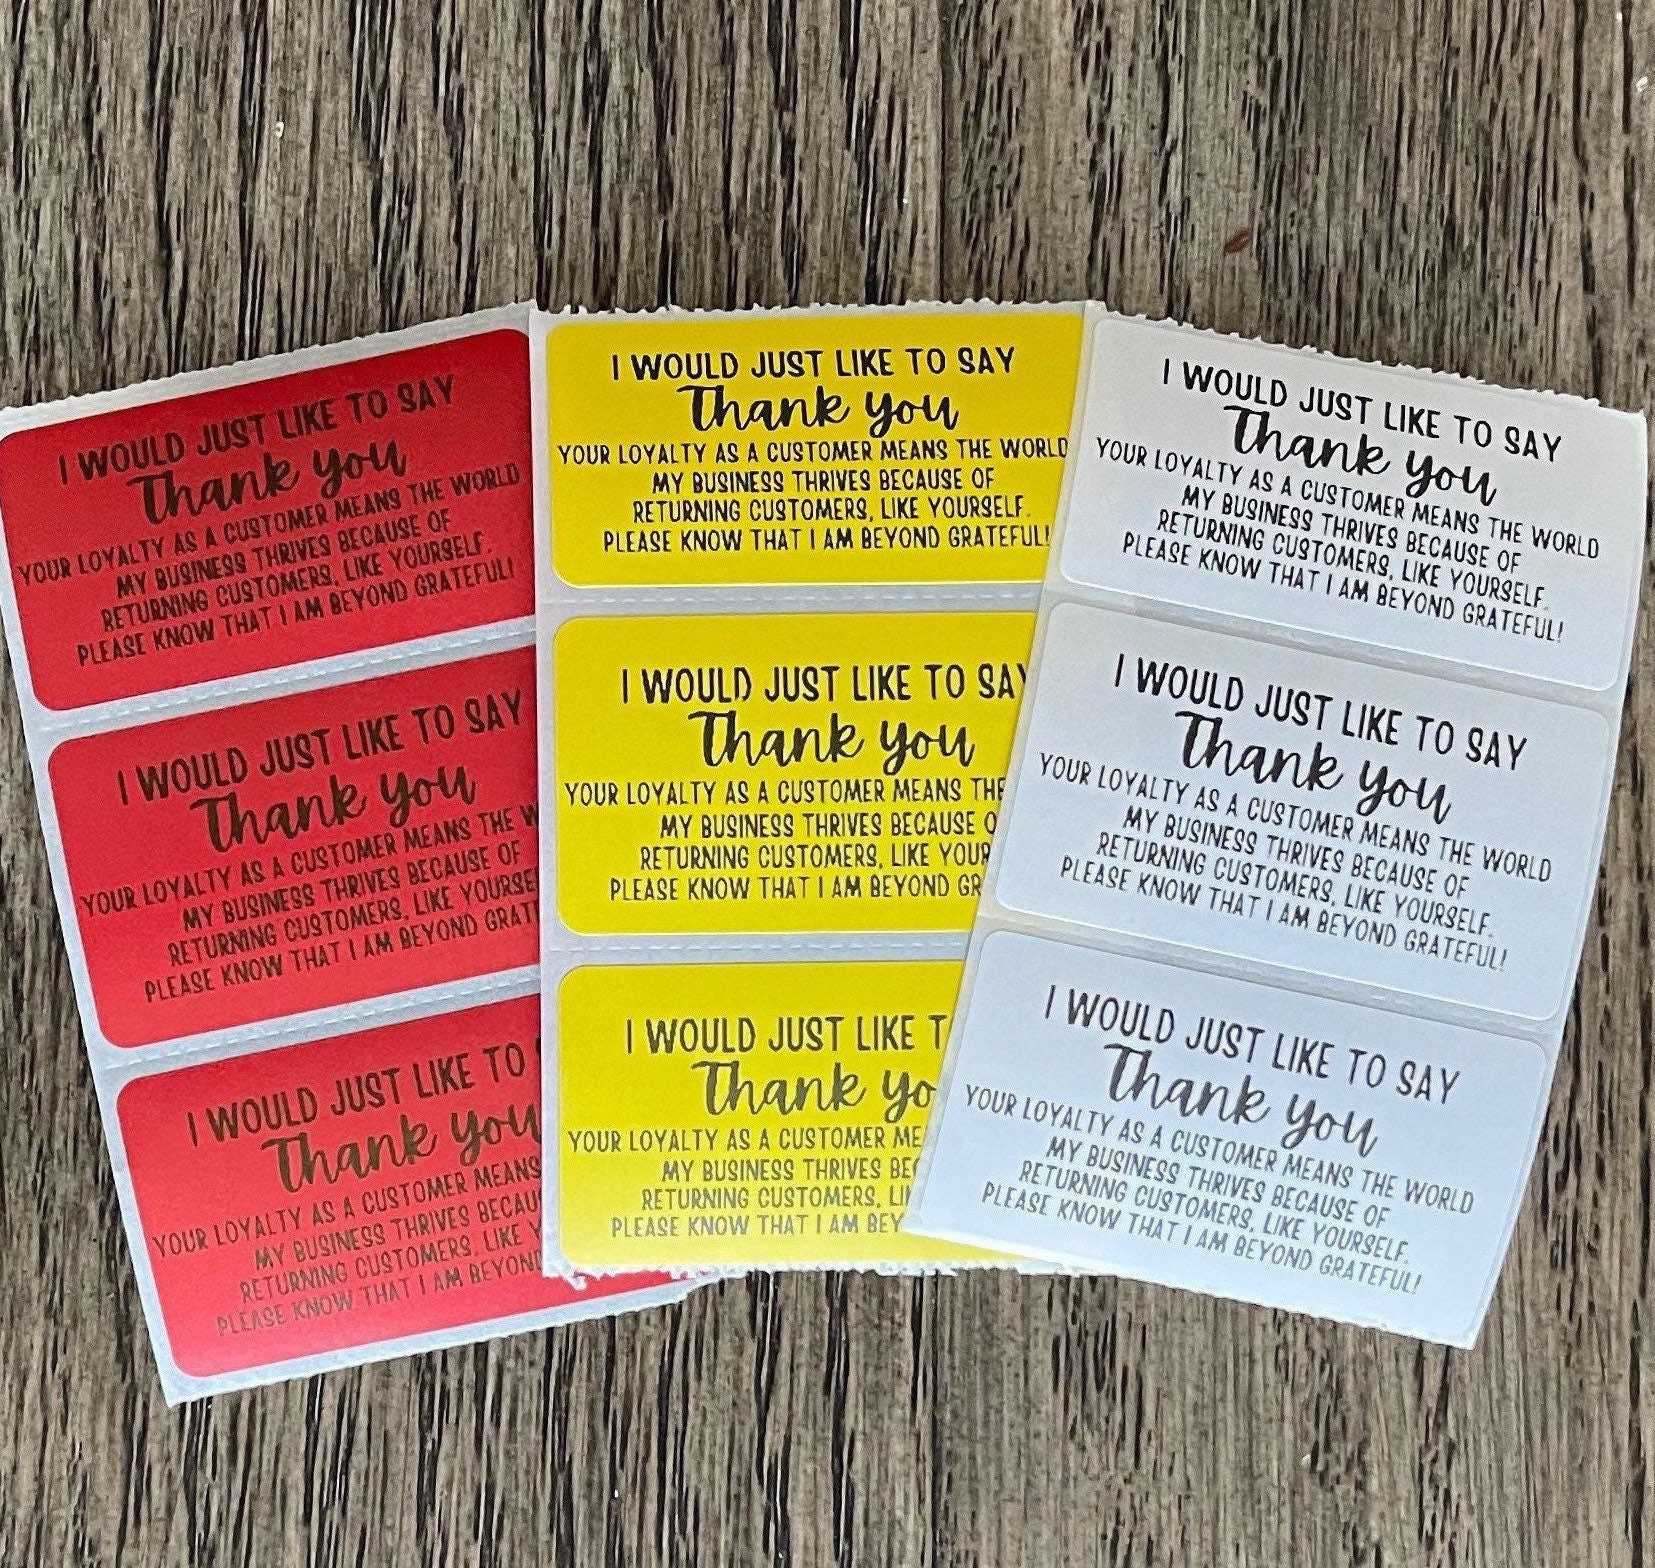 I WOULD JUST LIKE TO SAY
Thank you
YOUR LOYALTY AS A CUSTOMER MEANS THE WORLD
MY BUSINESS THRIVES BECAUSE OF
RETURNING CUSTOMERS, LIKE YOURSELF.
PLEASE KNOW THAT I AM BEYOND GRATEFUL!
I WOULD JUST LIKE TO SAY
Thank you
YOUR LOYALTY AS A CUSTOMER MEANS THE
MY BUSINESS THRIVES BECAUSE OF
RETURNING CUSTOMERS, LIKE
PLEASE KNOW THAT I AM BEYOND
I WOULD JUST LIKE TO
Thank you
YOUR LOYALTY AS A CUSTOMER MEANS
MY BUSINESS THRIVES
RETURNING CUSTOMERS, LIKE
PLEASE KNOW THAT I AM BEYOND
I WOULD JUST LIKE TO SAY
Thank you
YOUR LOYALTY AS A CUSTOMER MEANS THE WORLD
MY BUSINESS THRIVES BECAUSE OF
RETURNING CUSTOMERS, LIKE YOURSELF.
PLEASE KNOW THAT I AM BEYOND GRATEFUL!
I WOULD JUST LIKE TO SAY
Thank you
YOUR LOYALTY AS A CUSTOMER MEANS THE
MY BUSINESS THRIVES BECAUSE
RETURNING CUSTOMERS, LIKE
PLEASE KNOW THAT I AM BEYOND
I WOULD JUST LIKE
Thank
YOUR LOYALTY AS A CUSTOMER
MY BUSINESS THRIVES
RETURNING CUSTOMERS,
PLEASE KNOW THAT I AM
I WOULD JUST LIKE TO SAY
Thank you
YOUR LOYALTY AS A CUSTOMER MEANS THE WORLD
MY BUSINESS THRIVES BECAUSE OF
RETURNING CUSTOMERS, LIKE YOURSELF.
PLEASE KNOW THAT I AM BEYOND GRATEFUL!
I WOULD JUST LIKE TO SAY
Thank you
YOUR LOYALTY AS A CUSTOMER MEANS THE WORLD
MY BUSINESS THRIVES BECAUSE OF
RETURNING CUSTOMERS, LIKE YOURSELF.
PLEASE KNOW THAT I AM BEYOND GRATEFUL!
I WOULD JUST LIKE TO SAY
Thank you
YOUR LOYALTY AS A CUSTOMER MEANS THE WORLD
MY BUSINESS THRIVES BECAUSE OF
RETURNING CUSTOMERS, LIKE YOURSELF.
PLEASE KNOW THAT I AM BEYOND GRATEFUL!